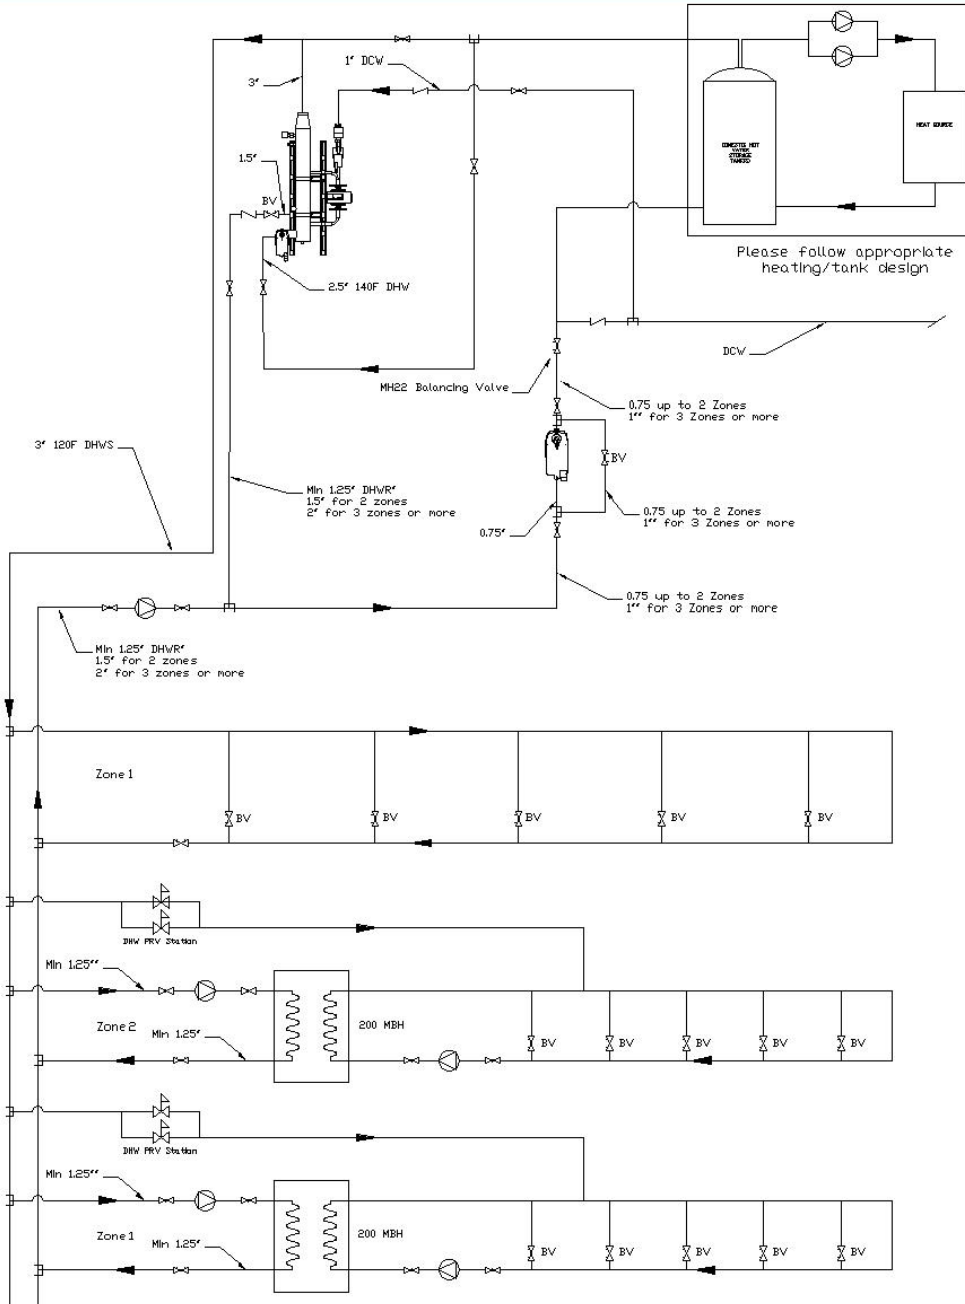 1" DCW
3"
HEAT SOURCE
DOMESTIC HOT
WATER
STORAGE
TANK(S)
1.5"
BV
Please follow appropriate
heating/tank design
2.5" 140F DHW
DCW
MH22 Balancing Valve
0.75 up to 2 Zones
1" for 3 Zones or more
3" 120F DHWS
BV
Min 1.25" DHWR"
1.5" for 2 zones
2" for 3 zones or more
0.75 up to 2 Zones
1" for 3 Zones or more
0.75"
0.75 up to 2 Zones
1" for 3 Zones or more
Min 1.25" DHWR"
1.5" for 2 zones
2" for 3 zones or more
Zone 1
BV
BV
BV
BV
BV
DHW PRV Station
Min 1.25"
Zone 2
Min 1.25"
200 MBH
BV
BV
BV
BV
BV
DHW PRV Station
Min 1.25"
Zone 1
Min 1.25"
200 MBH
BV
BV
BV
BV
BV